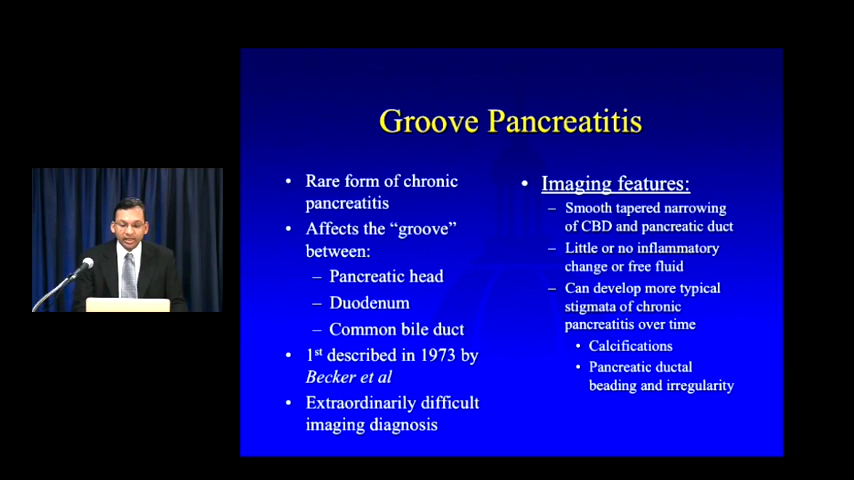 Groove Pancreatitis
• Rare form of chronic
pancreatitis
• Affects the “groove”
between:
– Pancreatic head
– Duodenum
– Common bile duct
• 1st described in 1973 by
Becker et al
• Extraordinarily difficult
imaging diagnosis
• Imaging features:
– Smooth tapered narrowing
of CBD and pancreatic duct
– Little or no inflammatory
change or free fluid
– Can develop more typical
stigmata of chronic
pancreatitis over time
• Calcifications
• Pancreatic ductal
beading and irregularity